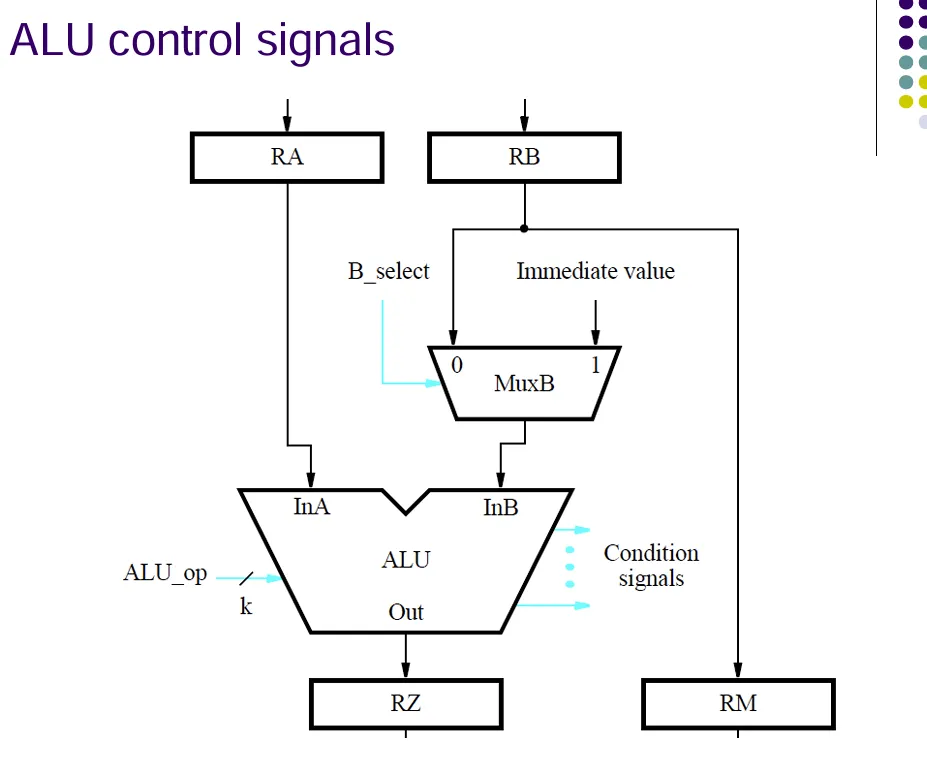 ALU control signals
RA
RB
B_select
Immediate value
0
1
MuxB
InA
InB
ALU
ALU_op
k
Condition
signals
Out
RZ
RM